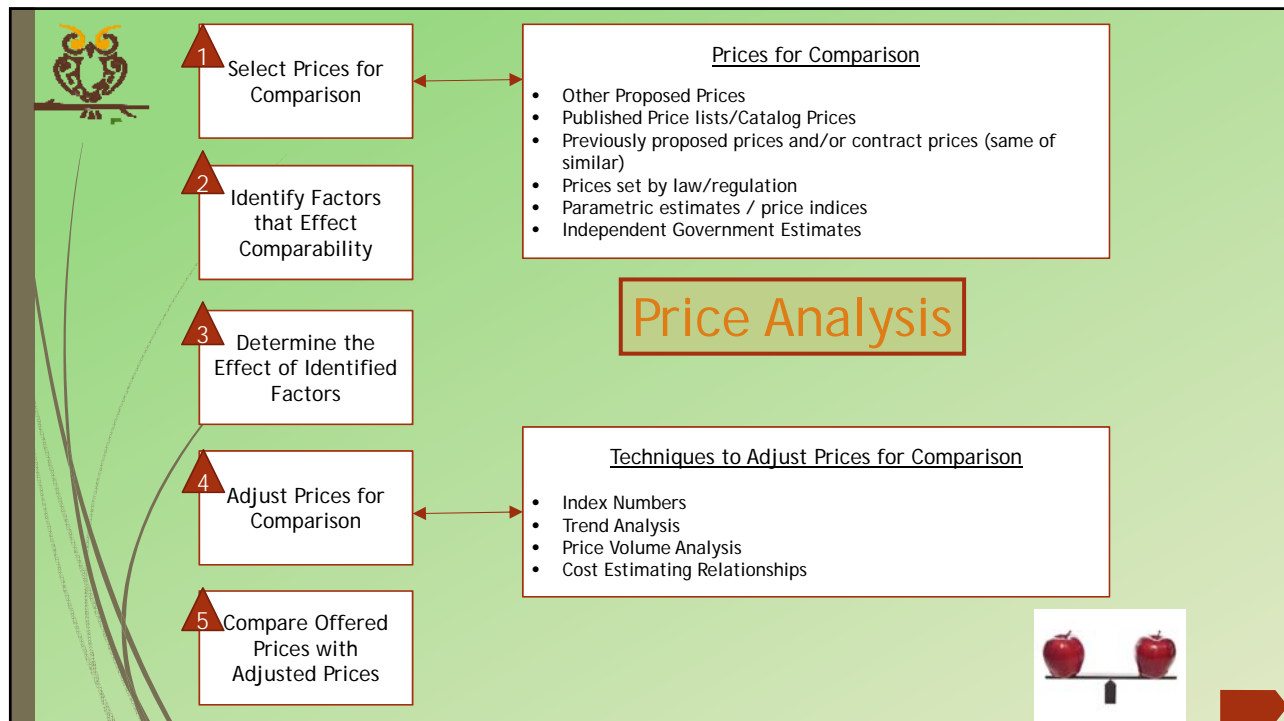 1
Select Prices for
Comparison
Prices for Comparison
• Other Proposed Prices
• Published Price lists/Catalog Prices
• Previously proposed prices and/or contract prices (same of
similar)
• Prices set by law/regulation
• Parametric estimates / price indices
• Independent Government Estimates
2
Identify Factors
that Effect
Comparability
Price Analysis
3
Determine the
Effect of Identified
Factors
4
Adjust Prices for
Comparison
Techniques to Adjust Prices for Comparison
• Index Numbers
• Trend Analysis
• Price Volume Analysis
• Cost Estimating Relationships
5
Compare Offered
Prices with
Adjusted Prices